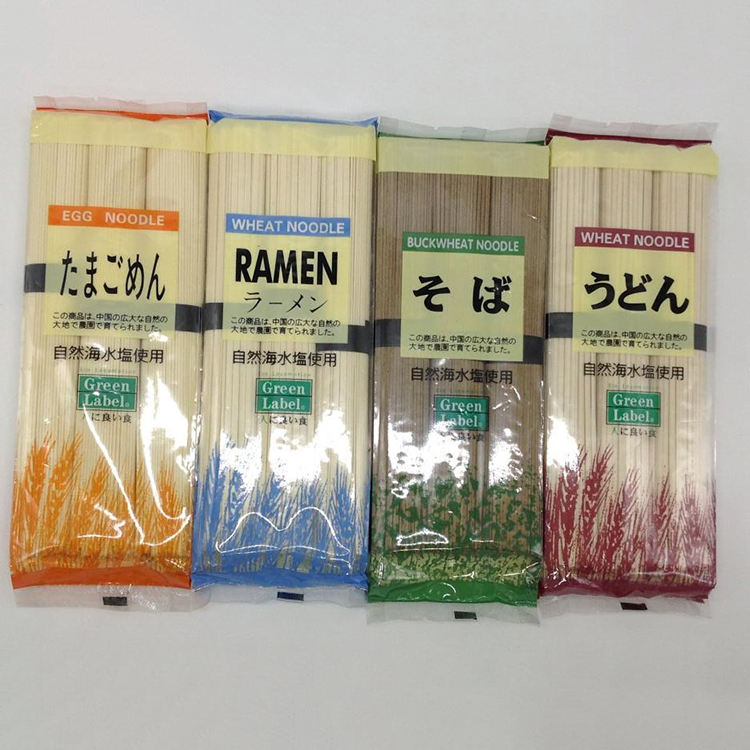 EGG NOODLE
たまごめん
この商品は、中国の広大な自然の
大地で農園で育てられました。
自然海水塩使用
Green
Label®
人に良い食
WHEAT NOODLE
RAMEN
ラーメン
この商品は、中国の広大な自然の
大地で農園で育てられました。
自然海水塩使用
Green
Label®
人に良い食
BUCKWHEAT NOODLE
そば
この商品は、中国の広大な自然の
大地で農園で育てられました。
自然海水塩使用
Green
Label®
人に良い食
WHEAT NOODLE
うどん
この商品は、中国の広大な自然の
大地で農園で育てられました。
自然海水塩使用
Green
Label®
人に良い食